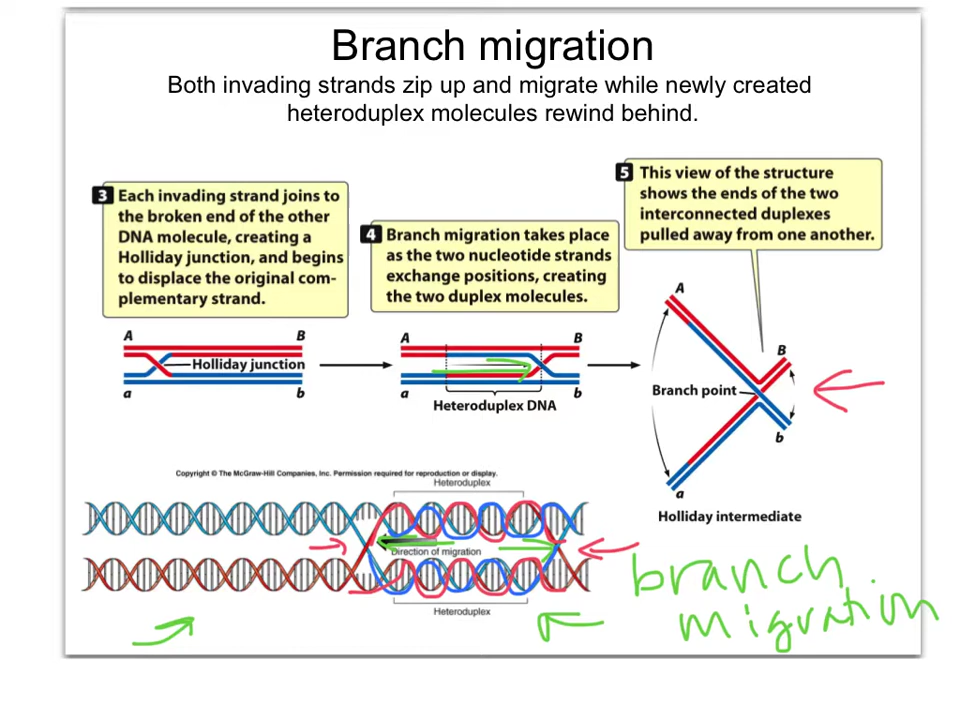 Branch migration
Both invading strands zip up and migrate while newly created
heteroduplex molecules rewind behind.
3 Each invading strand joins to
the broken end of the other
DNA molecule, creating a
Holliday junction, and begins
to displace the original com-
plementary strand.
4 Branch migration takes place
as the two nucleotide strands
exchange positions, creating
the two duplex molecules.
5 This view of the structure
shows the ends of the two
interconnected duplexes
pulled away from one another.
A B
Holliday junction
a b
A B
a b
Heteroduplex DNA
A
B
Branch point
b
a
Holliday intermediate
Copyright © The McGraw-Hill Companies, Inc. Permission required for reproduction or display.
Heteroduplex
Direction of migration
Heteroduplex
branch
migration